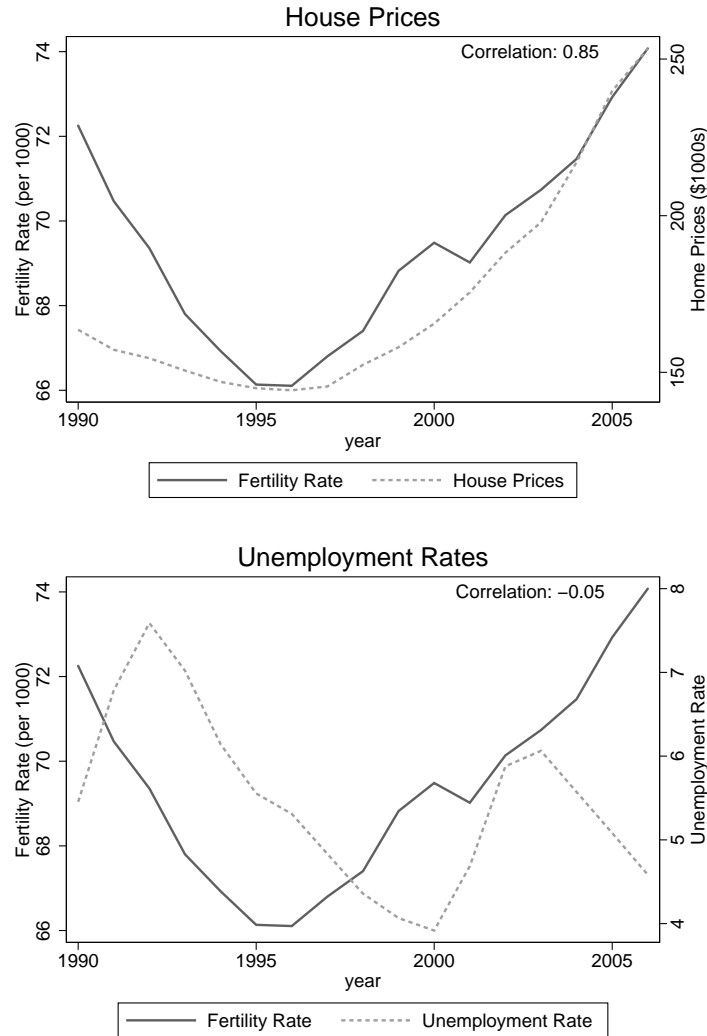 House Prices
Correlation: 0.85
Fertility Rate (per 1000)
74
72
70
68
66
Home Prices ($1000s)
250
200
150
1990 1995 2000 2005
year
Fertility Rate House Prices
Unemployment Rates
Correlation: −0.05
Fertility Rate (per 1000)
74
72
70
68
66
Unemployment Rate
8
7
6
5
4
1990 1995 2000 2005
year
Fertility Rate Unemployment Rate